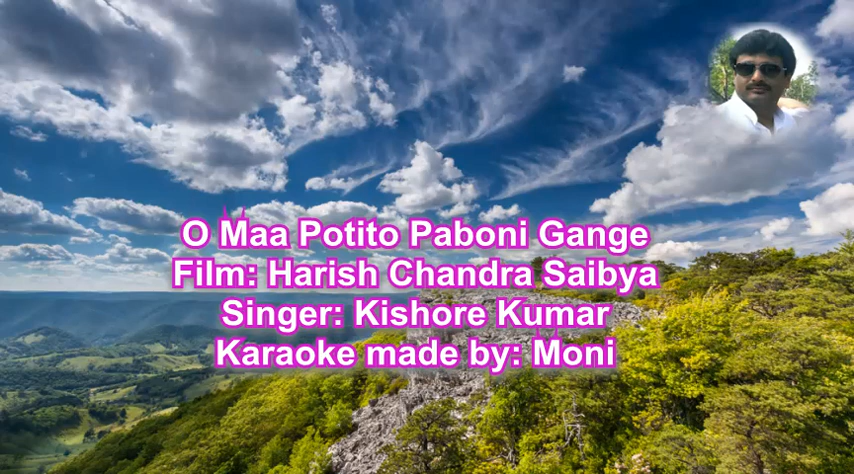 O Maa Potito Paboni Gange
Film: Harish Chandra Saibya
Singer: Kishore Kumar
Karaoke made by: Moni